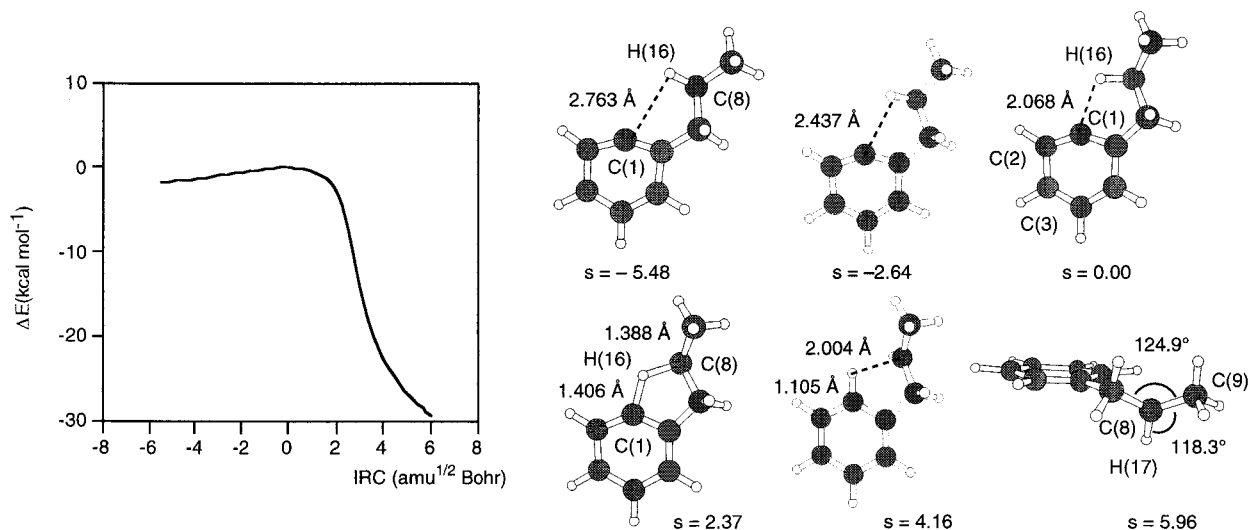 10
0
-10
-20
-30
ΔE(kcal mol⁻¹)
-8 -6 -4 -2 0 2 4 6 8
IRC (amu¹ᐟ² Bohr)
H(16)
C(8)
2.763 Å
C(1)
s = – 5.48
2.437 Å
s = –2.64
H(16)
2.068 Å
C(1)
C(2)
C(3)
s = 0.00
1.388 Å
H(16)
C(8)
1.406 Å
C(1)
s = 2.37
2.004 Å
1.105 Å
s = 4.16
124.9°
C(9)
C(8)
118.3°
H(17)
s = 5.96